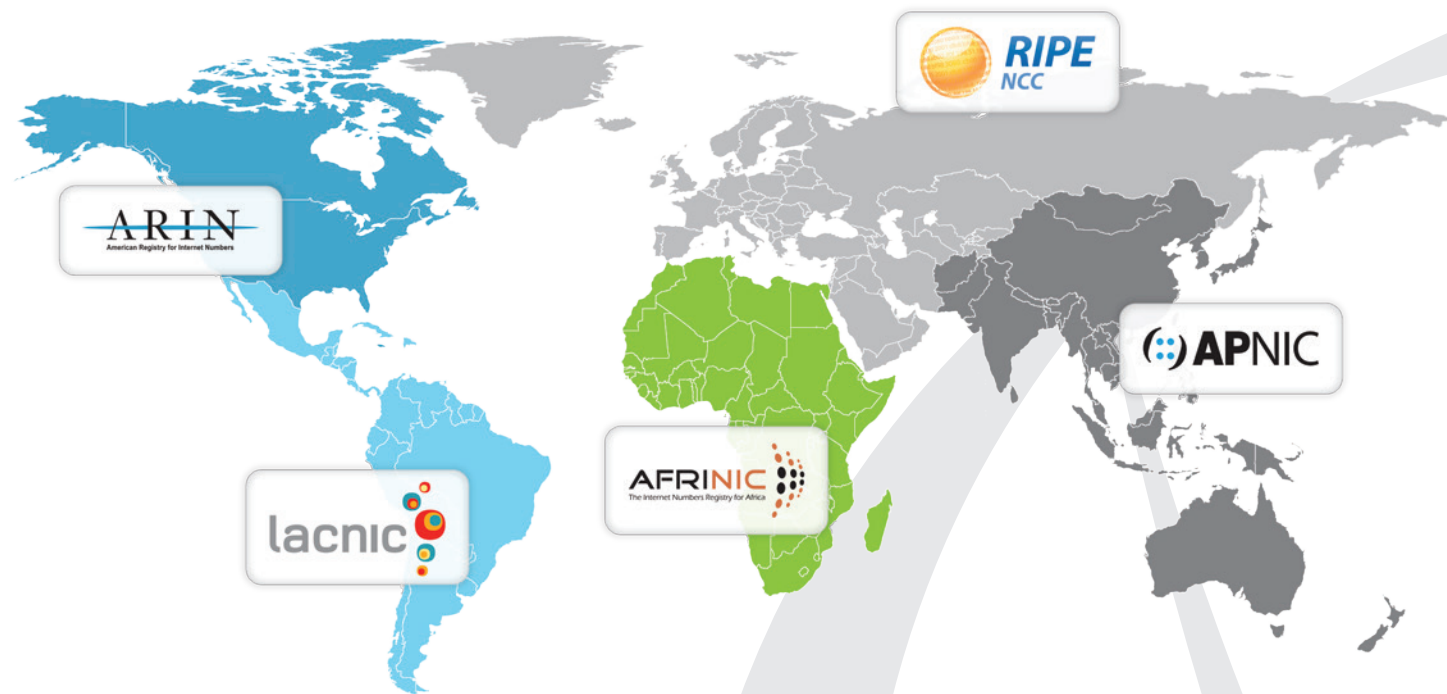 RIPE
NCC
ARIN
American Registry for Internet Numbers
APNIC
AFRINIC
The Internet Numbers Registry for Africa
lacnic